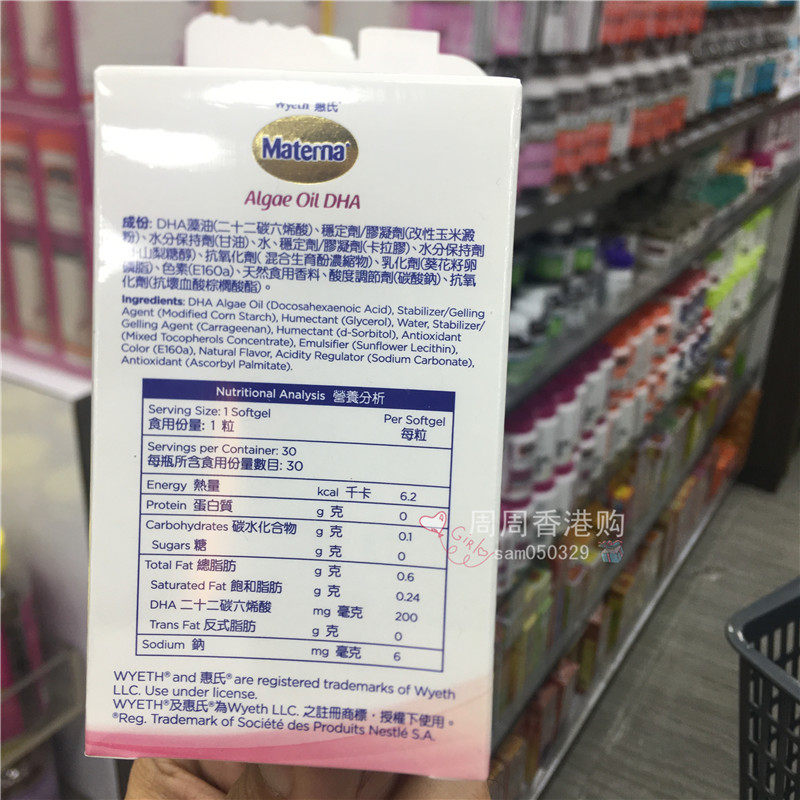 Wyeth 惠氏®
Materna®
Algae Oil DHA
成份: DHA藻油(二十二碳六烯酸)、穩定劑/膠凝劑(改性玉米澱
粉)、水分保持劑(甘油)、水、穩定劑/膠凝劑(卡拉膠)、水分保持劑
山梨糖醇)、抗氧化劑( 混合生育酚濃縮物)、乳化劑(葵花籽卵
磷脂)、色素(E160a)、天然食用香料、酸度調節劑(碳酸鈉)、抗氧
化劑(抗壞血酸棕櫚酸酯)。
Ingredients: DHA Algae Oil (Docosahexaenoic Acid), Stabilizer/Gelling
Agent (Modified Corn Starch), Humectant (Glycerol), Water, Stabilizer/
Gelling Agent (Carrageenan), Humectant (d-Sorbitol), Antioxidant
(Mixed Tocopherols Concentrate), Emulsifier (Sunflower Lecithin),
Color (E160a), Natural Flavor, Acidity Regulator (Sodium Carbonate),
Antioxidant (Ascorbyl Palmitate).
Nutritional Analysis 營養分析
Serving Size: 1 Softgel Per Softgel
食用份量: 1 粒 每粒
Servings per Container: 30
每瓶所含食用份量數目: 30
Energy 熱量 kcal 千卡 6.2
Protein 蛋白質 g 克 0
Carbohydrates 碳水化合物 g 克 0.1
Sugars 糖 g 克 0
Total Fat 總脂肪 g 克 0.6
Saturated Fat 飽和脂肪 g 克 0.24
DHA 二十二碳六烯酸 mg 毫克 200
Trans Fat 反式脂肪 g 克 0
Sodium 鈉 mg 毫克 6
WYETH® and 惠氏® are registered trademarks of Wyeth
LLC. Use under license.
WYETH®及惠氏®為Wyeth LLC. 之註冊商標，授權下使用。
®Reg. Trademark of Société des Produits Nestlé S.A.
GIRL
周周香港购
sam050329